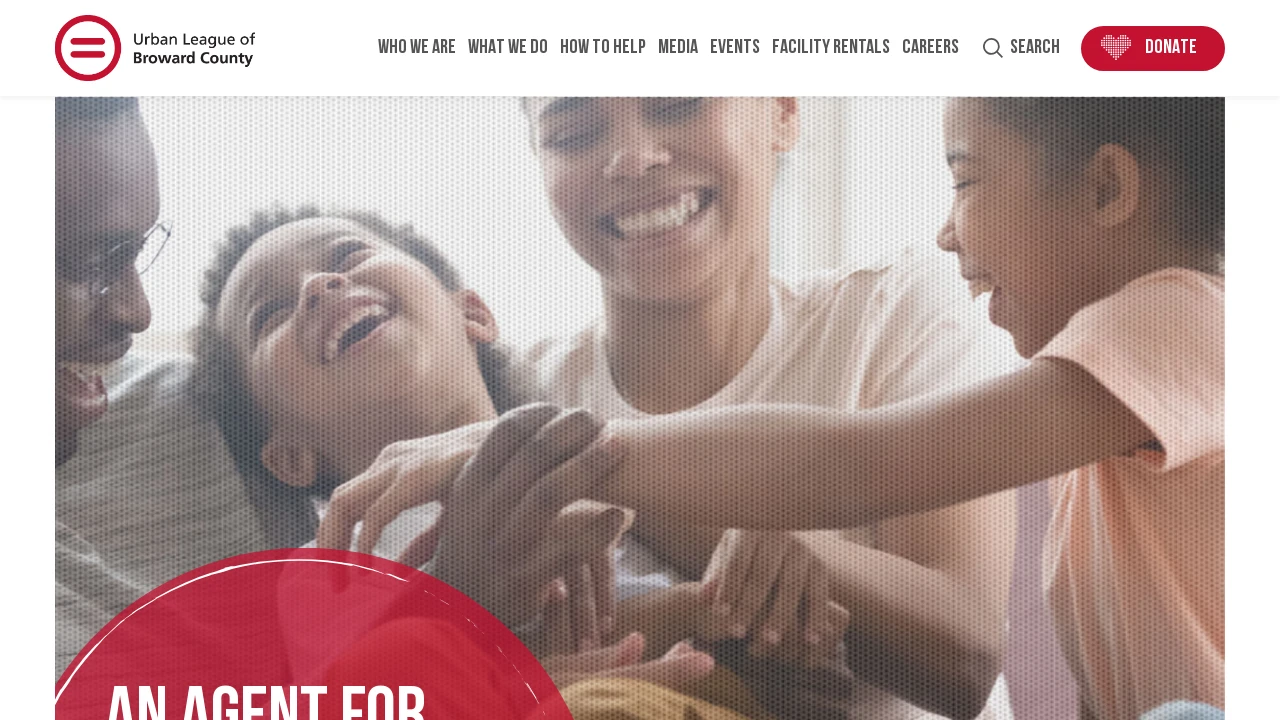 Urban League of
Broward County
WHO WE ARE WHAT WE DO HOW TO HELP MEDIA EVENTS FACILITY RENTALS CAREERS SEARCH DONATE
AN AGENT FOR